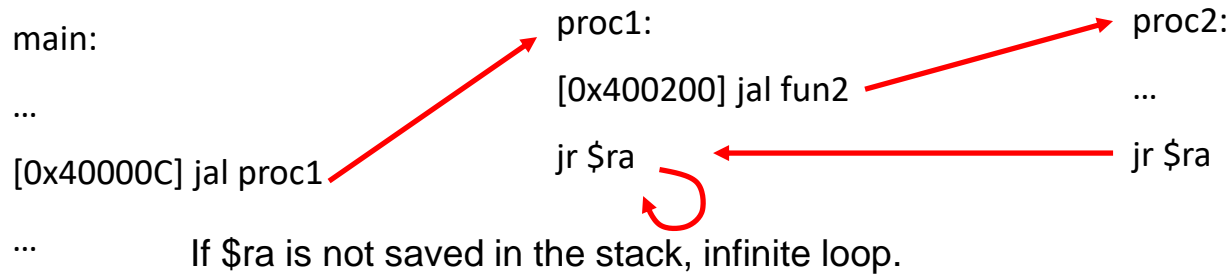 main:
…
[0x40000C] jal proc1
…
proc1:
[0x400200] jal fun2
jr $ra
proc2:
…
jr $ra
If $ra is not saved in the stack, infinite loop.